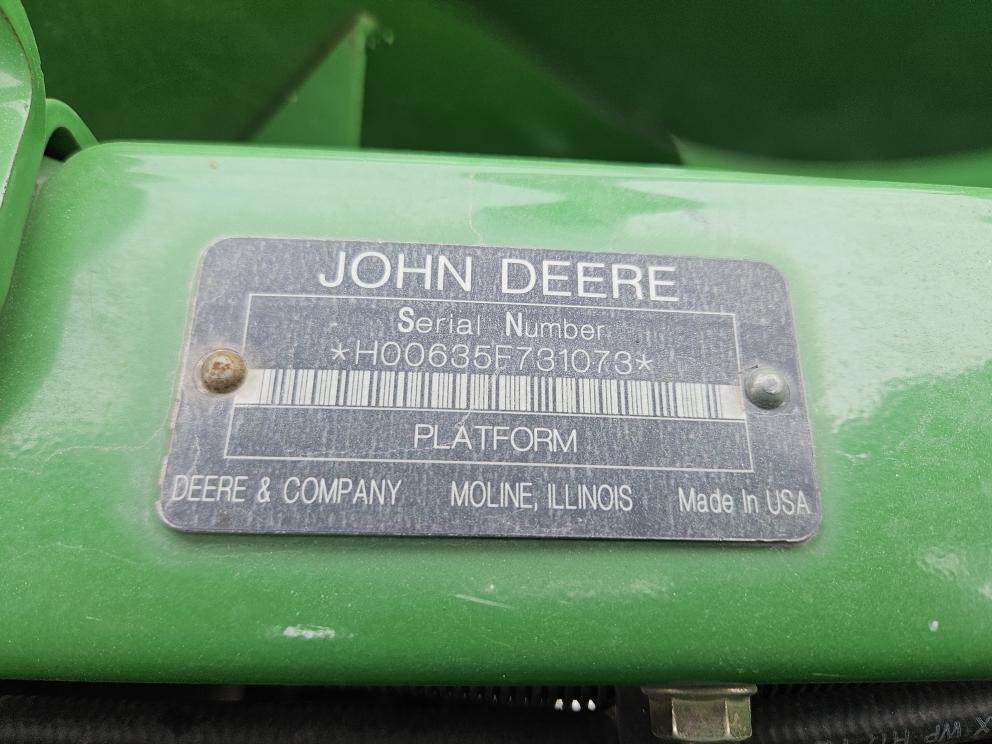 JOHN DEERE
Serial Number
*H00635F731073*
PLATFORM
DEERE & COMPANY MOLINE, ILLINOIS Made In USA